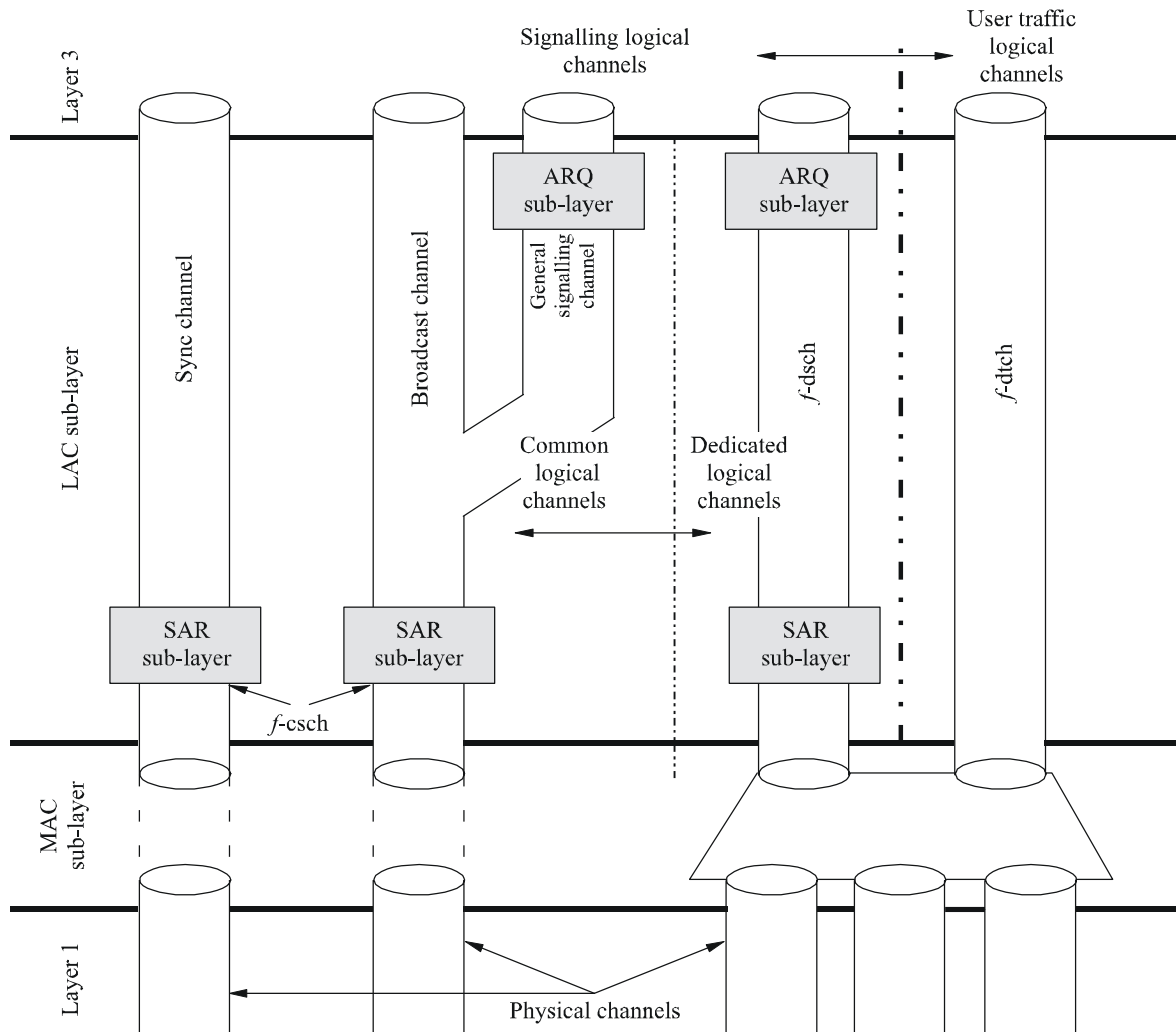 Layer 3
Signalling logical
channels
User traffic
logical
channels
LAC sub-layer
Sync channel
Broadcast channel
ARQ
sub-layer
General
signalling
channel
ARQ
sub-layer
f-dsch
f-dtch
Common
logical
channels
Dedicated
logical
channels
SAR
sub-layer
SAR
sub-layer
SAR
sub-layer
f-csch
MAC
sub-layer
Layer 1
Physical channels